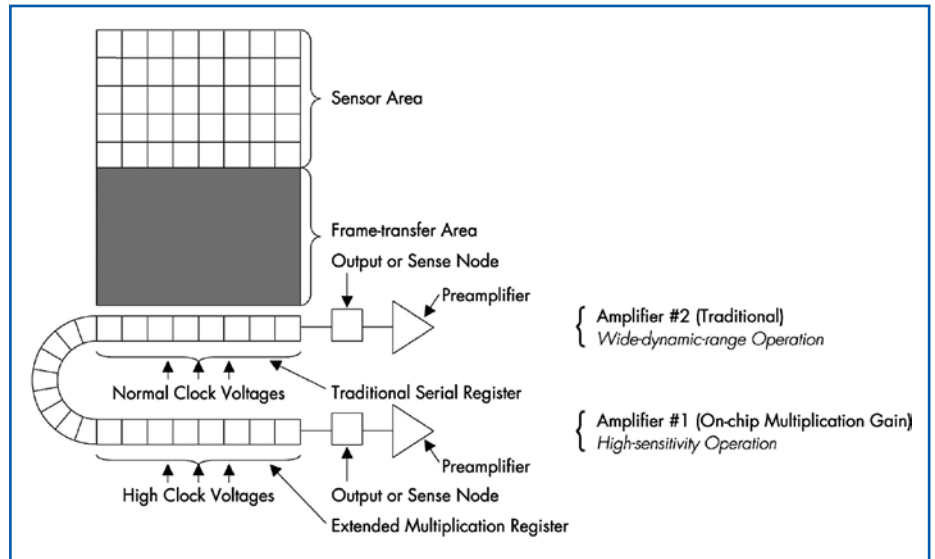 Sensor Area
Frame-transfer Area
Output or Sense Node
Preamplifier
{ Amplifier #2 (Traditional)
Wide-dynamic-range Operation
Normal Clock Voltages
Traditional Serial Register
{ Amplifier #1 (On-chip Multiplication Gain)
High-sensitivity Operation
Preamplifier
High Clock Voltages
Output or Sense Node
Extended Multiplication Register